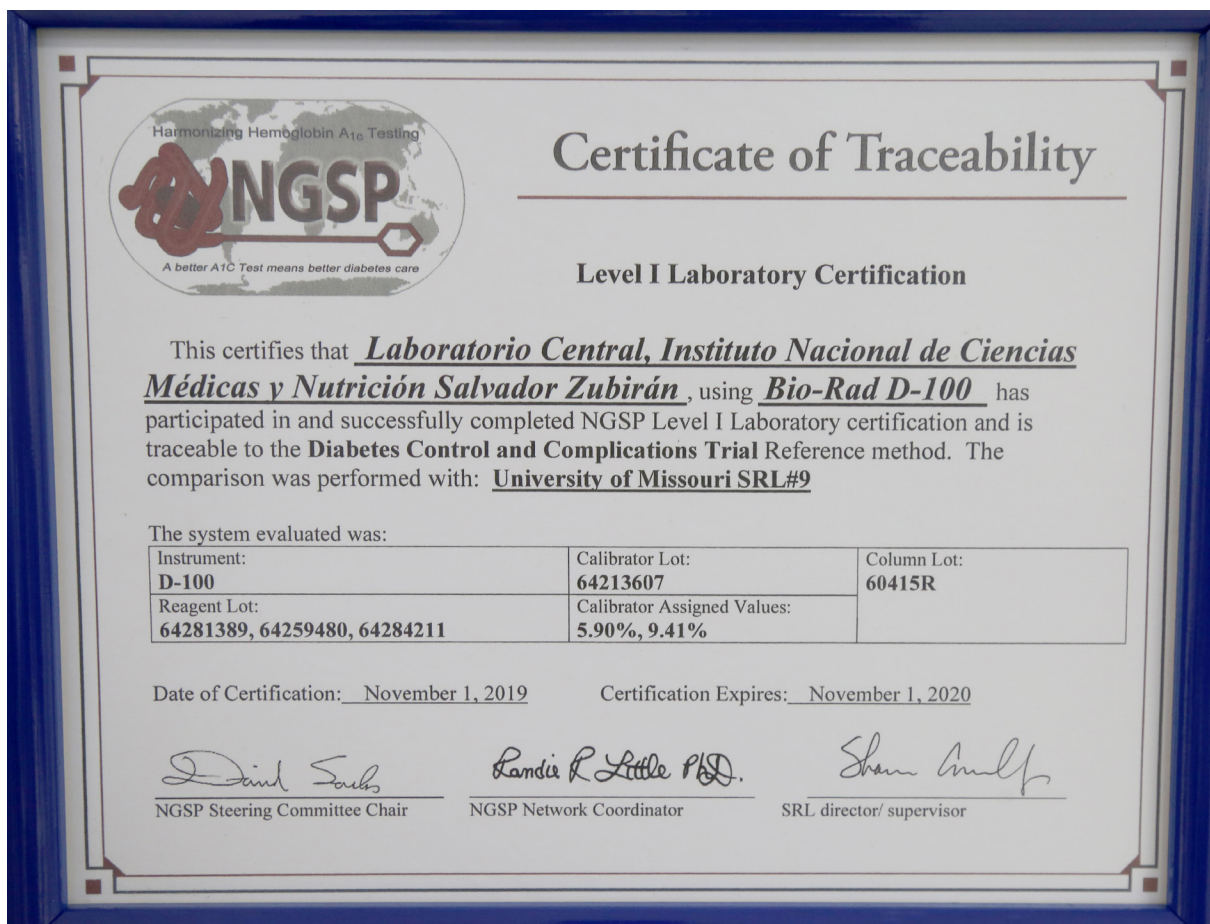 Harmonizing Hemoglobin A1c Testing
NGSP
A better A1C Test means better diabetes care
Certificate of Traceability
Level I Laboratory Certification
This certifies that Laboratorio Central, Instituto Nacional de Ciencias
Médicas y Nutrición Salvador Zubirán , using Bio-Rad D-100 has
participated in and successfully completed NGSP Level I Laboratory certification and is
traceable to the Diabetes Control and Complications Trial Reference method. The
comparison was performed with: University of Missouri SRL#9
The system evaluated was:
Instrument:
D-100
Calibrator Lot:
64213607
Column Lot:
60415R
Reagent Lot:
64281389, 64259480, 64284211
Calibrator Assigned Values:
5.90%, 9.41%
Date of Certification: November 1, 2019 Certification Expires: November 1, 2020
David Sacks
Randie R Little PhD.
NGSP Steering Committee Chair
NGSP Network Coordinator
SRL director/ supervisor